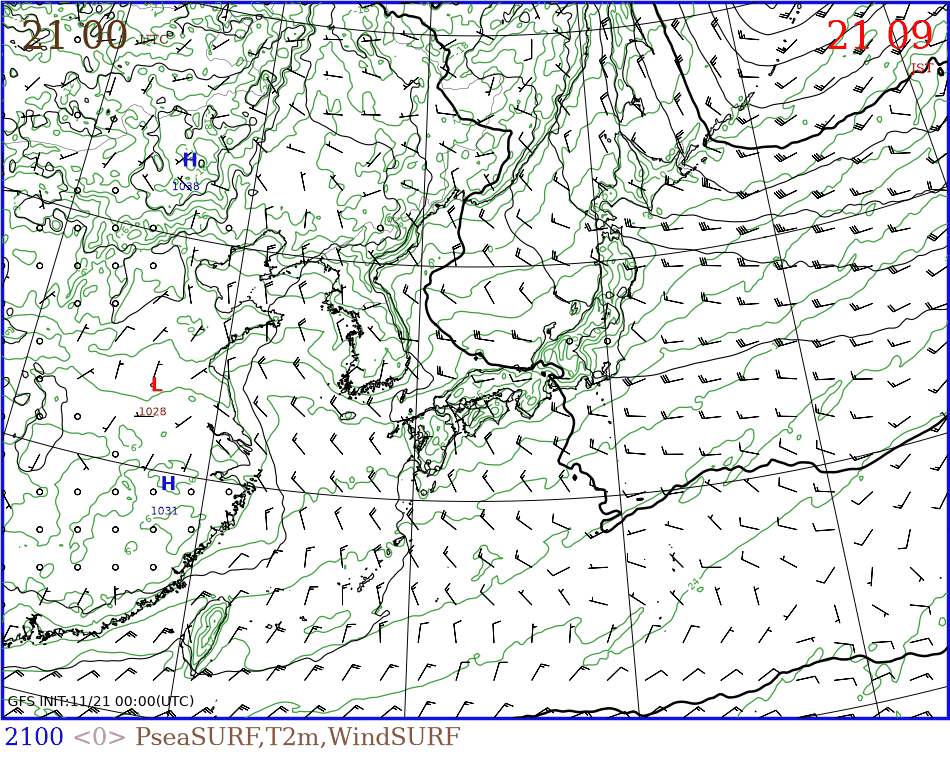 21 00 UTC
21 09
JST
H
1038
L
1028
H
1031
24
GFS INIT:11/21 00:00(UTC)
2100 <0> PseaSURF,T2m,WindSURF